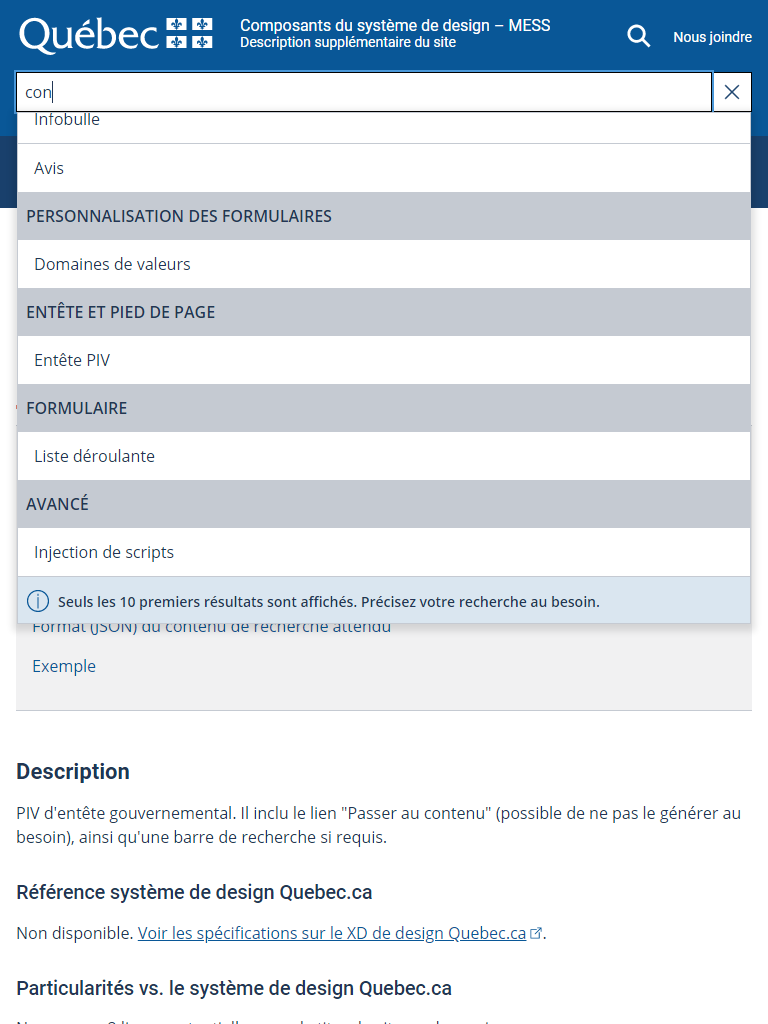 Québec
Composants du système de design – MESS
Description supplémentaire du site
Nous joindre
con
Infobulle
Avis
PERSONNALISATION DES FORMULAIRES
Domaines de valeurs
ENTÊTE ET PIED DE PAGE
Entête PIV
FORMULAIRE
Liste déroulante
AVANCÉ
Injection de scripts
Seuls les 10 premiers résultats sont affichés. Précisez votre recherche au besoin.
Format (JSON) du contenu de recherche attendu
Exemple
Description
PIV d'entête gouvernemental. Il inclu le lien "Passer au contenu" (possible de ne pas le générer au
besoin), ainsi qu'une barre de recherche si requis.
Référence système de design Quebec.ca
Non disponible. Voir les spécifications sur le XD de design Quebec.ca.
Particularités vs. le système de design Quebec.ca